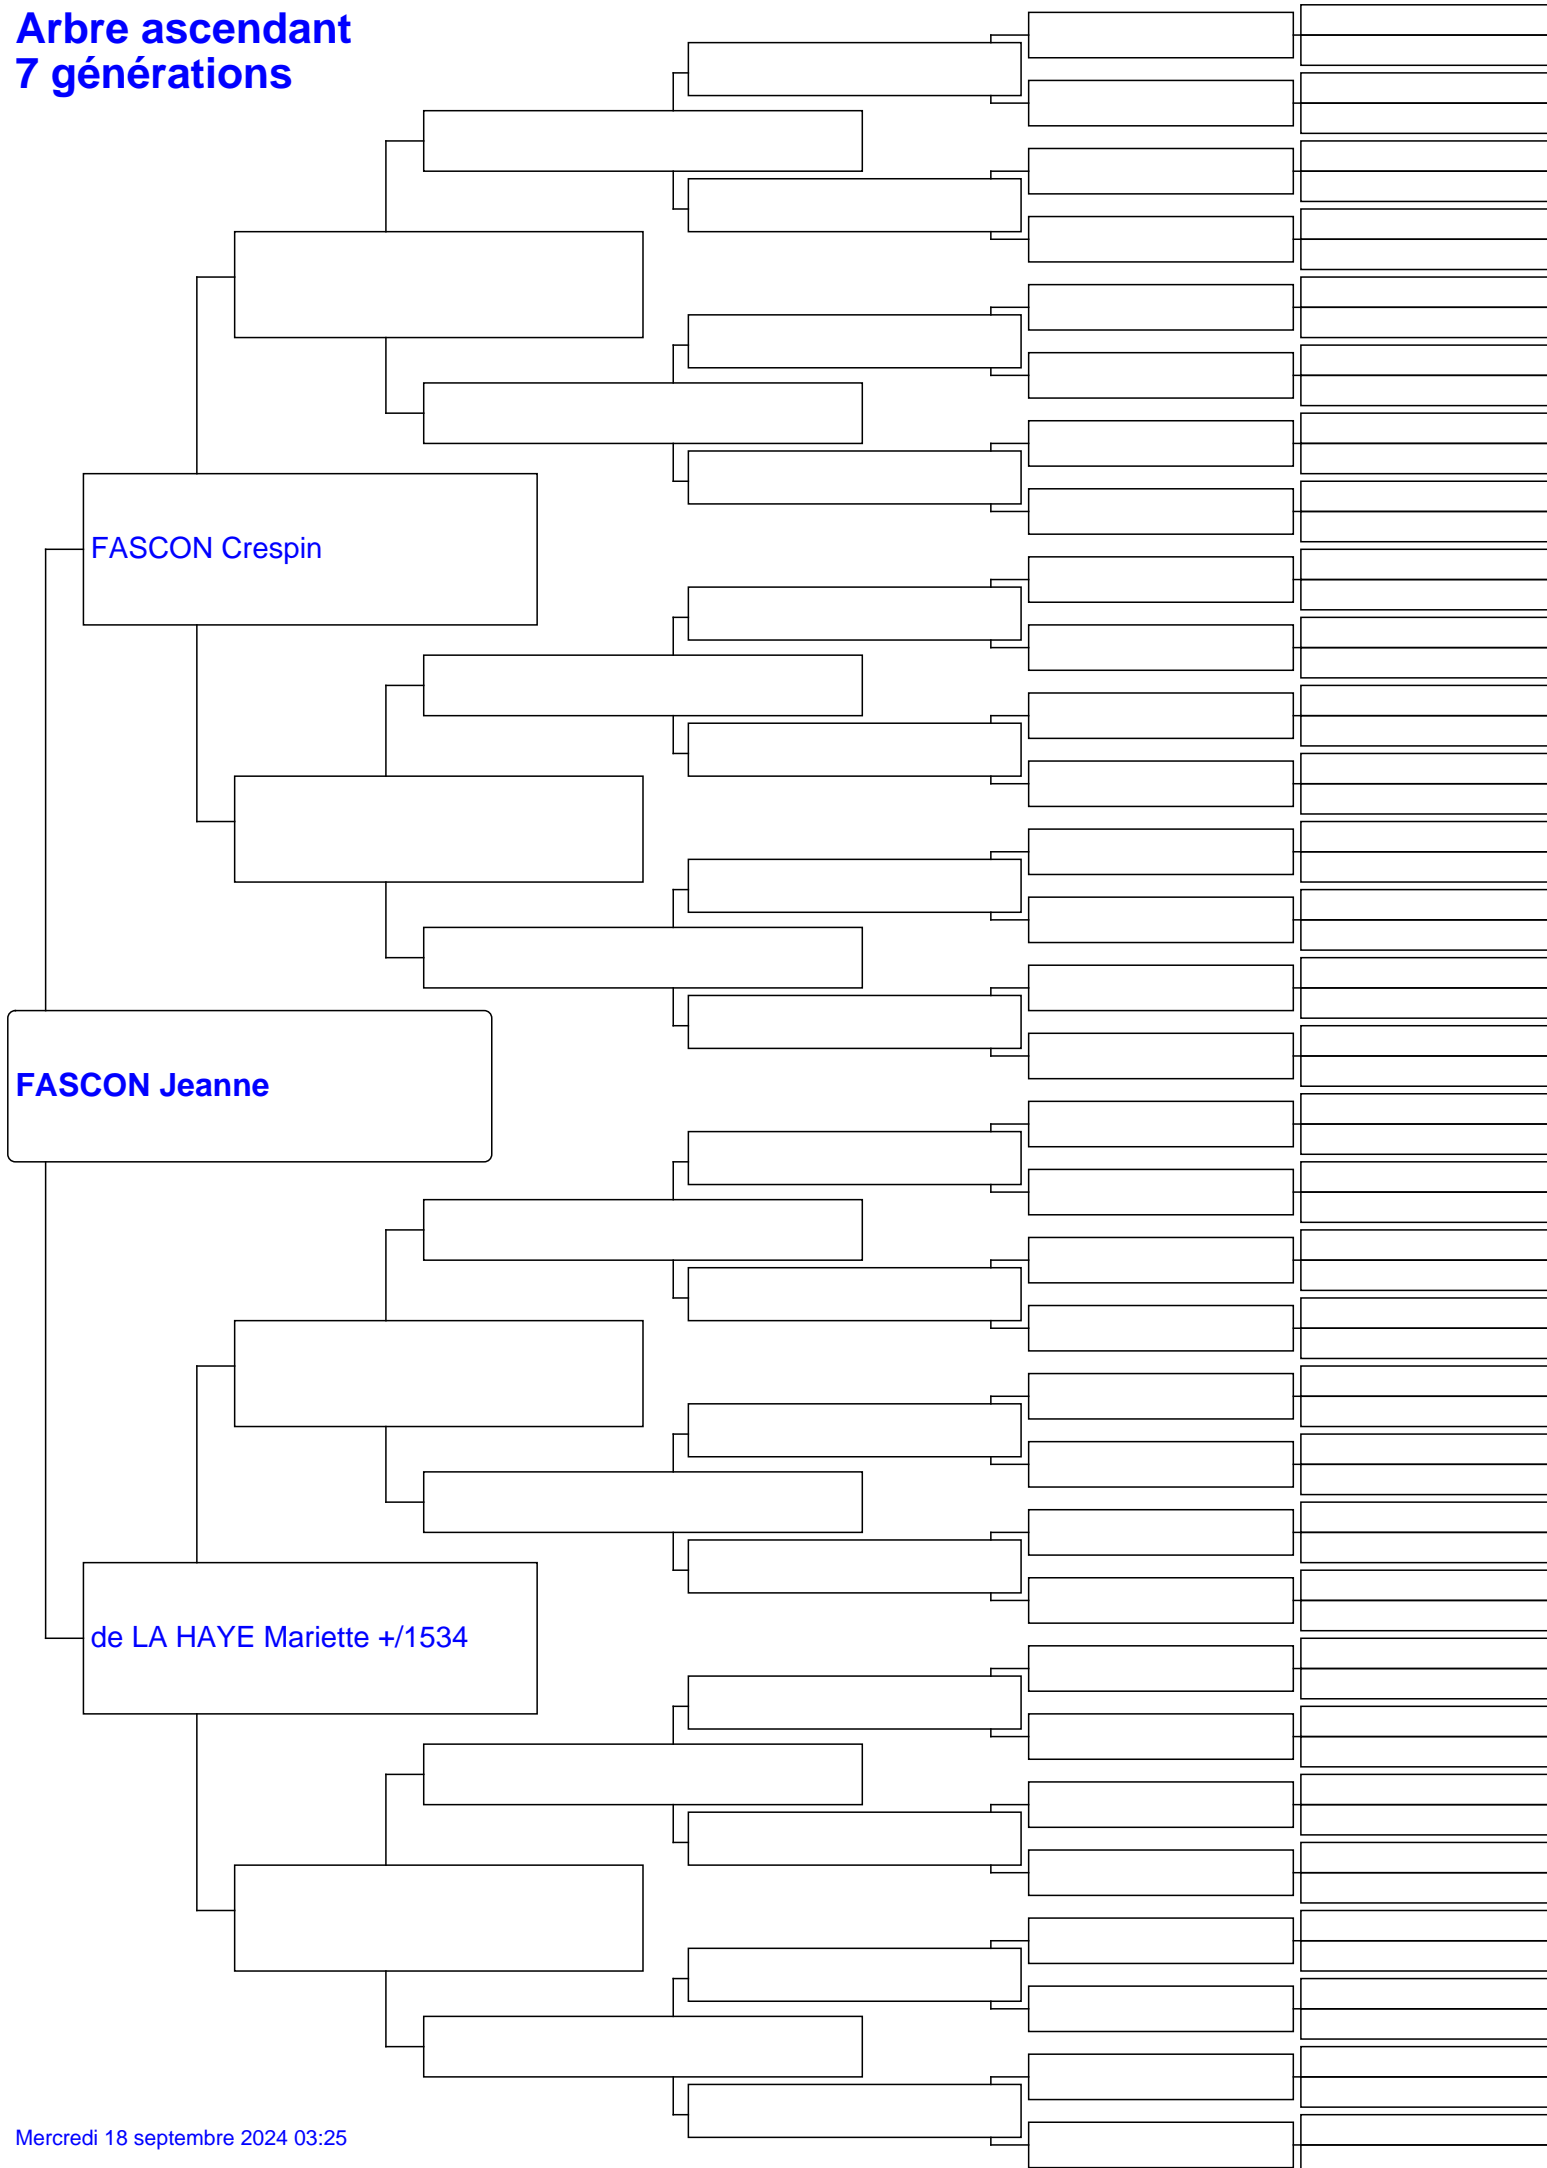 Arbre ascendant
7 générations
FASCON Crespin
FASCON Jeanne
de LA HAYE Mariette +/1534
Mercredi 18 septembre 2024 03:25